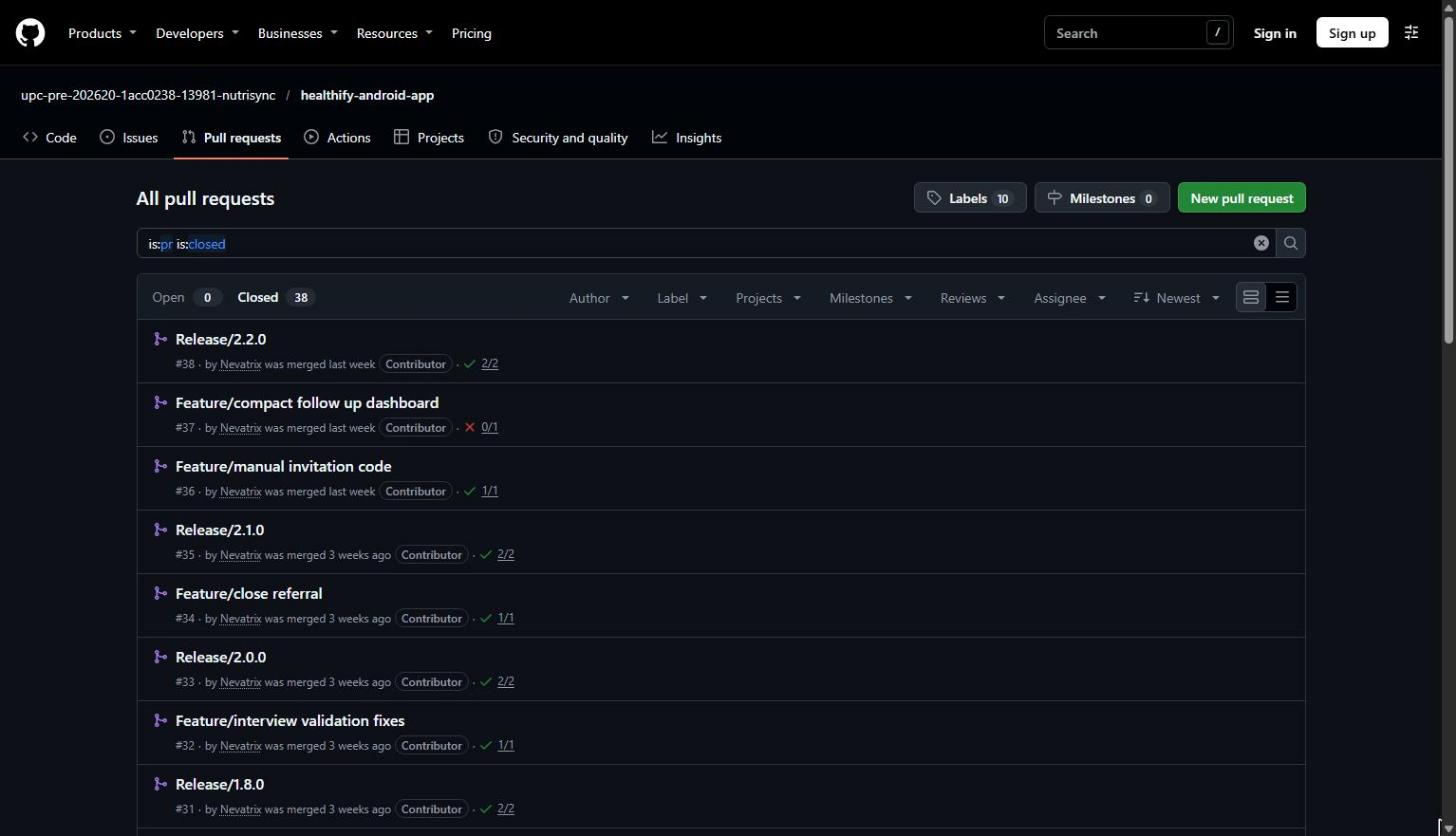 Products Developers Businesses Resources Pricing Search / Sign in Sign up
upc-pre-202620-1acc0238-13981-nutrisync / healthify-android-app
Code Issues Pull requests Actions Projects Security and quality Insights
All pull requests Labels 10 Milestones 0 New pull request
is:pr is:closed
Open 0 Closed 38 Author Label Projects Milestones Reviews Assignee Newest
Release/2.2.0
#38 · by Nevatrix was merged last week Contributor · 2/2
Feature/compact follow up dashboard
#37 · by Nevatrix was merged last week Contributor · 0/1
Feature/manual invitation code
#36 · by Nevatrix was merged last week Contributor · 1/1
Release/2.1.0
#35 · by Nevatrix was merged 3 weeks ago Contributor · 2/2
Feature/close referral
#34 · by Nevatrix was merged 3 weeks ago Contributor · 1/1
Release/2.0.0
#33 · by Nevatrix was merged 3 weeks ago Contributor · 2/2
Feature/interview validation fixes
#32 · by Nevatrix was merged 3 weeks ago Contributor · 1/1
Release/1.8.0
#31 · by Nevatrix was merged 3 weeks ago Contributor · 2/2